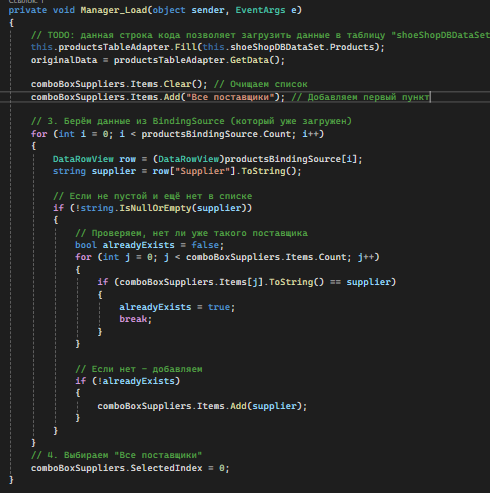 private void Manager_Load(object sender, EventArgs e)
{
// TODO: данная строка кода позволяет загрузить данные в таблицу "shoeShopDBDataSet
this.productsTableAdapter.Fill(this.shoeShopDBDataSet.Products);
originalData = productsTableAdapter.GetData();
comboBoxSuppliers.Items.Clear(); // Очищаем список
comboBoxSuppliers.Items.Add("Все поставщики"); // Добавляем первый пункт
// 3. Берём данные из BindingSource (который уже загружен)
for (int i = 0; i < productsBindingSource.Count; i++)
{
DataRowView row = (DataRowView)productsBindingSource[i];
string supplier = row["Supplier"].ToString();
// Если не пустой и ещё нет в списке
if (!string.IsNullOrEmpty(supplier))
{
// Проверяем, нет ли уже такого поставщика
bool alreadyExists = false;
for (int j = 0; j < comboBoxSuppliers.Items.Count; j++)
{
if (comboBoxSuppliers.Items[j].ToString() == supplier)
{
alreadyExists = true;
break;
}
}
// Если нет - добавляем
if (!alreadyExists)
{
comboBoxSuppliers.Items.Add(supplier);
}
}
}
// 4. Выбираем "Все поставщики"
comboBoxSuppliers.SelectedIndex = 0;
}